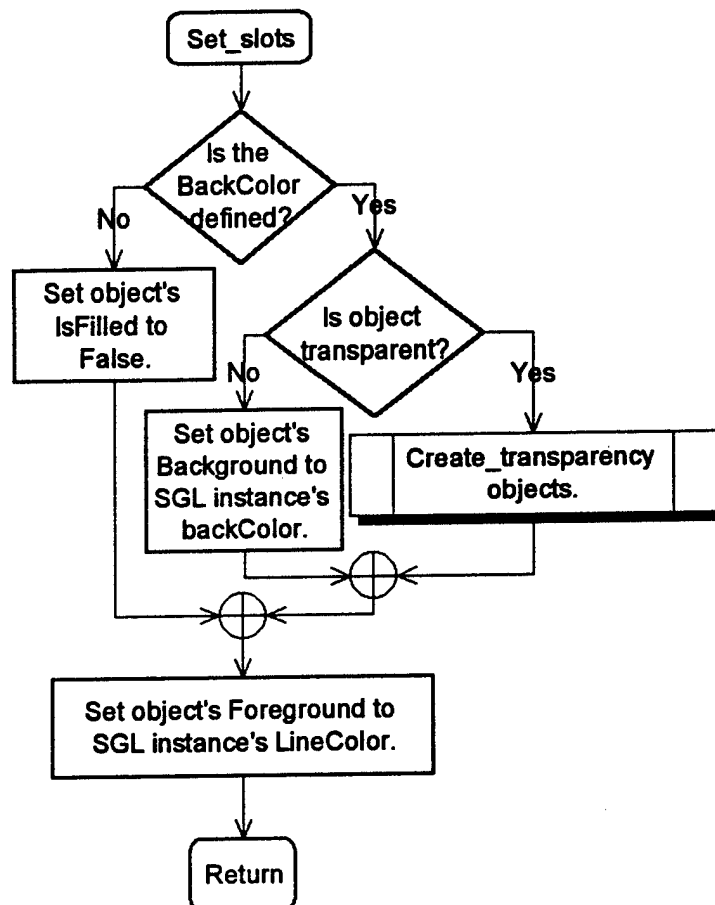 Set_slots
Is the
BackColor
defined?
No
Yes
Set object's
IsFilled to
False.
Is object
transparent?
No
Yes
Set object's
Background to
SGL instance's
backColor.
Create_transparency
objects.
Set object's Foreground to
SGL instance's LineColor.
Return